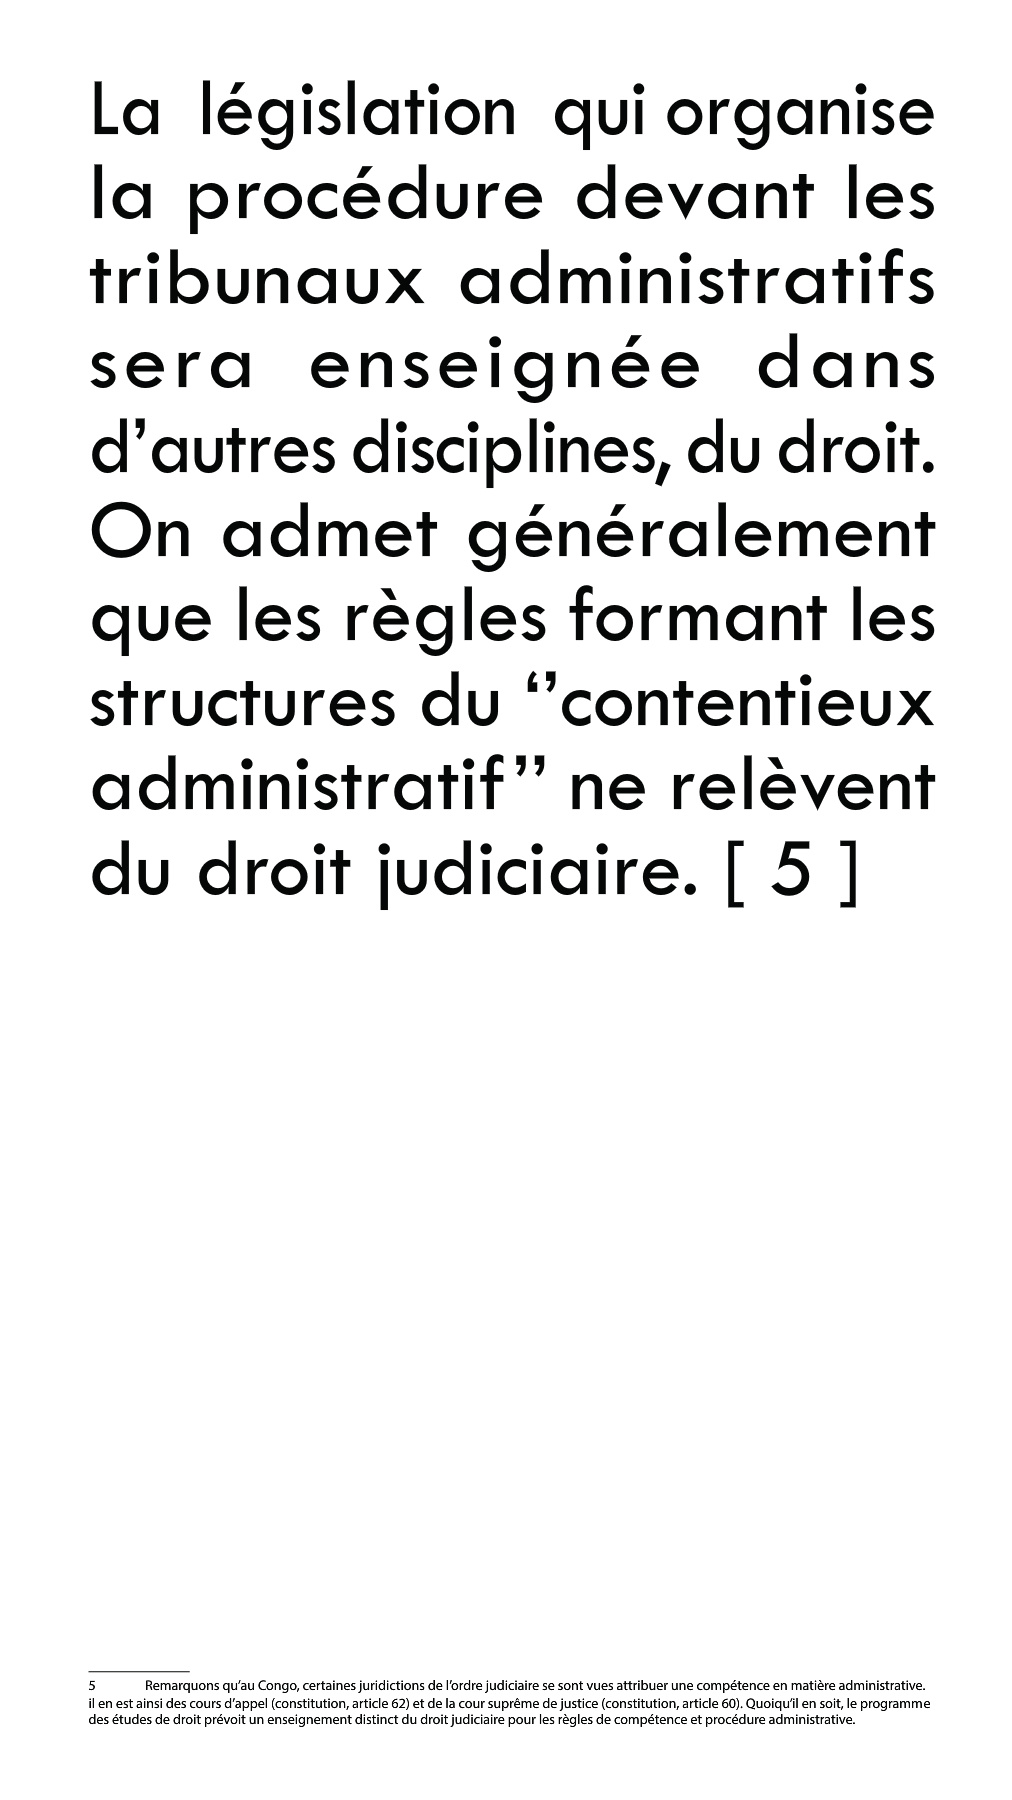 La législation qui organise
la procédure devant les
tribunaux administratifs
sera enseignée dans
d’autres disciplines, du droit.
On admet généralement
que les règles formant les
structures du ‘’contentieux
administratif’’ ne relèvent
du droit judiciaire. [ 5 ]
5 Remarquons qu’au Congo, certaines juridictions de l’ordre judiciaire se sont vues attribuer une compétence en matière administrative.
il en est ainsi des cours d’appel (constitution, article 62) et de la cour suprême de justice (constitution, article 60). Quoiqu’il en soit, le programme
des études de droit prévoit un enseignement distinct du droit judiciaire pour les règles de compétence et procédure administrative.